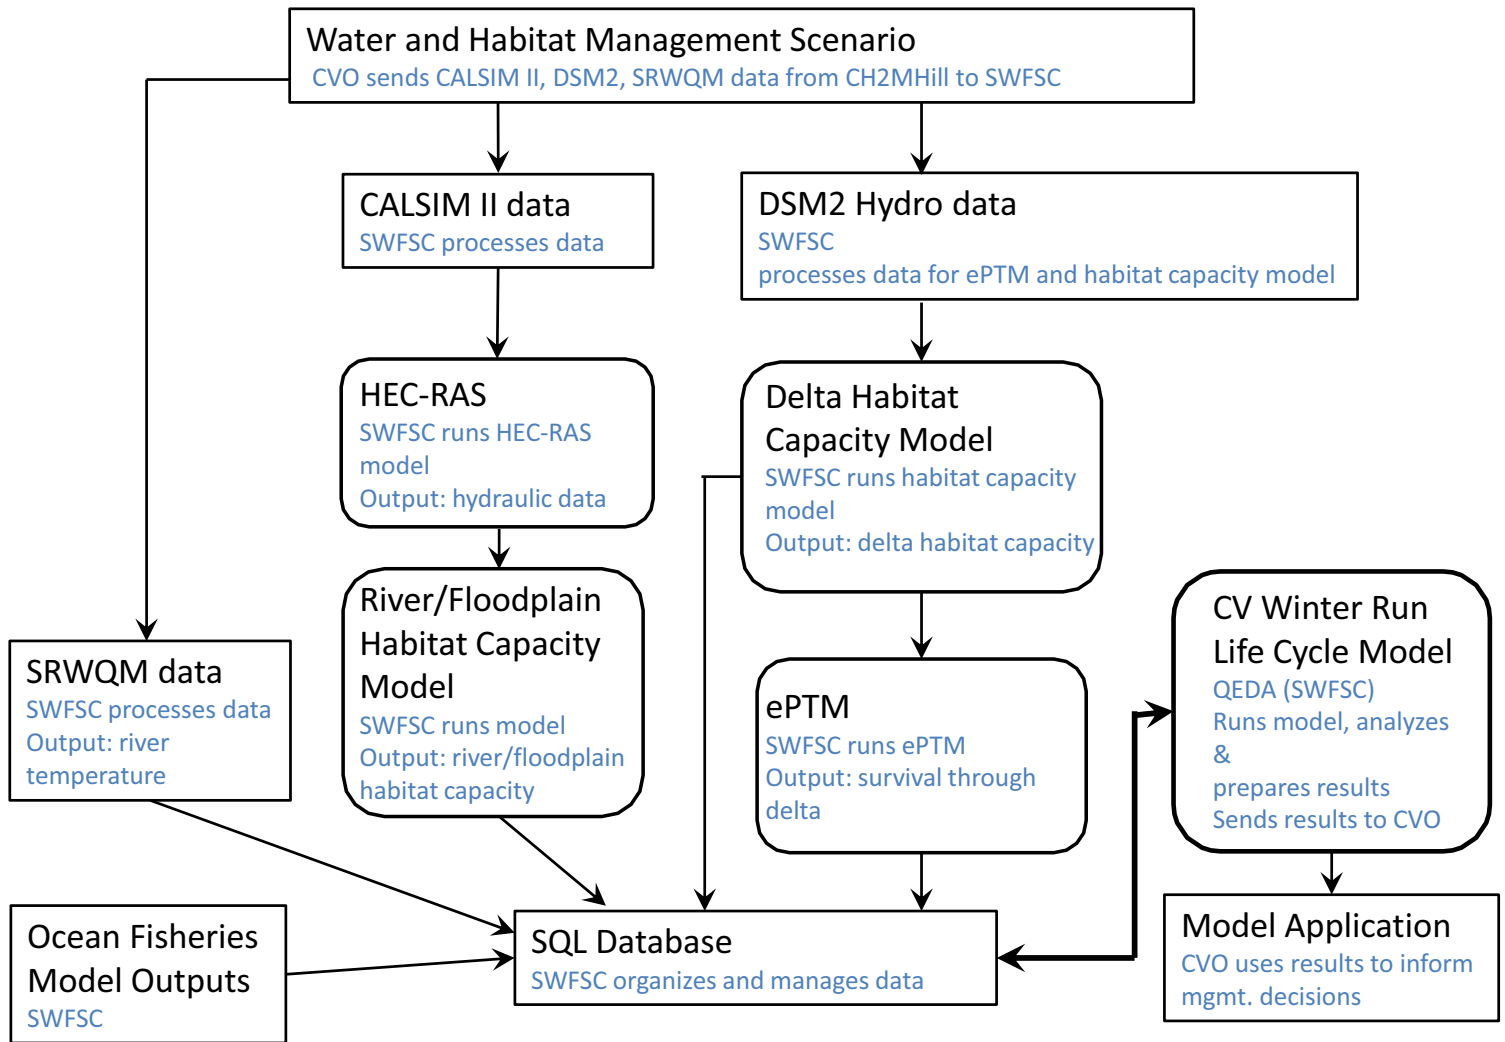 Water and Habitat Management Scenario
CVO sends CALSIM II, DSM2, SRWQM data from CH2MHill to SWFSC
CALSIM II data
SWFSC processes data
DSM2 Hydro data
SWFSC
processes data for ePTM and habitat capacity model
HEC-RAS
SWFSC runs HEC-RAS
model
Output: hydraulic data
Delta Habitat
Capacity Model
SWFSC runs habitat capacity
model
Output: delta habitat capacity
River/Floodplain
Habitat Capacity
Model
SWFSC runs model
Output: river/floodplain
habitat capacity
CV Winter Run
Life Cycle Model
QEDA (SWFSC)
Runs model, analyzes
&
prepares results
Sends results to CVO
SRWQM data
SWFSC processes data
Output: river
temperature
ePTM
SWFSC runs ePTM
Output: survival through
delta
Ocean Fisheries
Model Outputs
SWFSC
SQL Database
SWFSC organizes and manages data
Model Application
CVO uses results to inform
mgmt. decisions